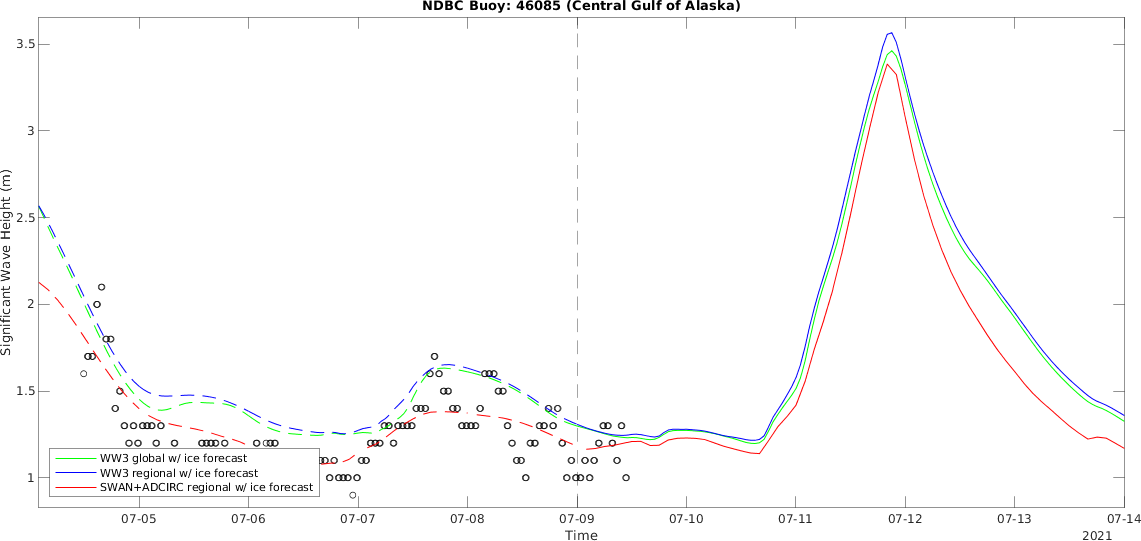 NDBC Buoy: 46085 (Central Gulf of Alaska)
Significant Wave Height (m)
3.5
3
2.5
2
1.5
1
WW3 global w/ ice forecast
WW3 regional w/ ice forecast
SWAN+ADCIRC regional w/ ice forecast
07-05
07-06
07-07
07-08
07-09
07-10
07-11
07-12
07-13
07-14
Time
2021